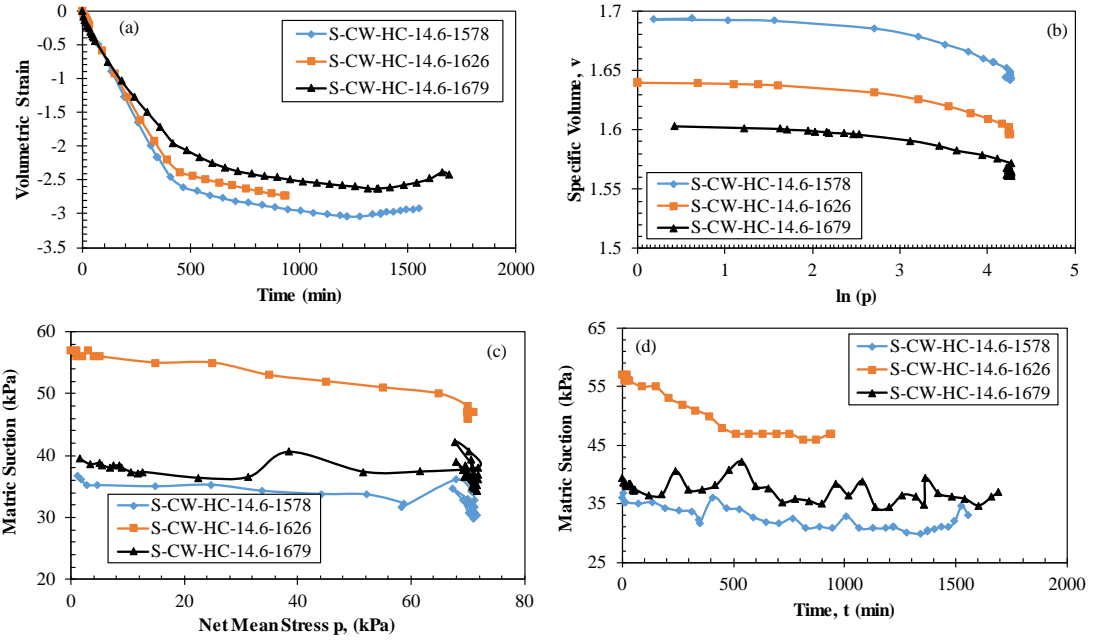 (a)
S-CW-HC-14.6-1578
S-CW-HC-14.6-1626
S-CW-HC-14.6-1679
0
-0.5
-1
-1.5
-2
-2.5
-3
-3.5
Volumetric Strain
0 500 1000 1500 2000
Time (min)
(b)
1.7
1.65
1.6
1.55
1.5
Specific Volume, v
S-CW-HC-14.6-1578
S-CW-HC-14.6-1626
S-CW-HC-14.6-1679
0 1 2 3 4 5
ln (p)
(c)
60
50
40
30
20
Matric Suction (kPa)
S-CW-HC-14.6-1578
S-CW-HC-14.6-1626
S-CW-HC-14.6-1679
0 20 40 60 80
Net Mean Stress p, (kPa)
(d)
S-CW-HC-14.6-1578
S-CW-HC-14.6-1626
S-CW-HC-14.6-1679
65
55
45
35
25
Matric Suction (kPa)
0 500 1000 1500 2000
Time, t (min)